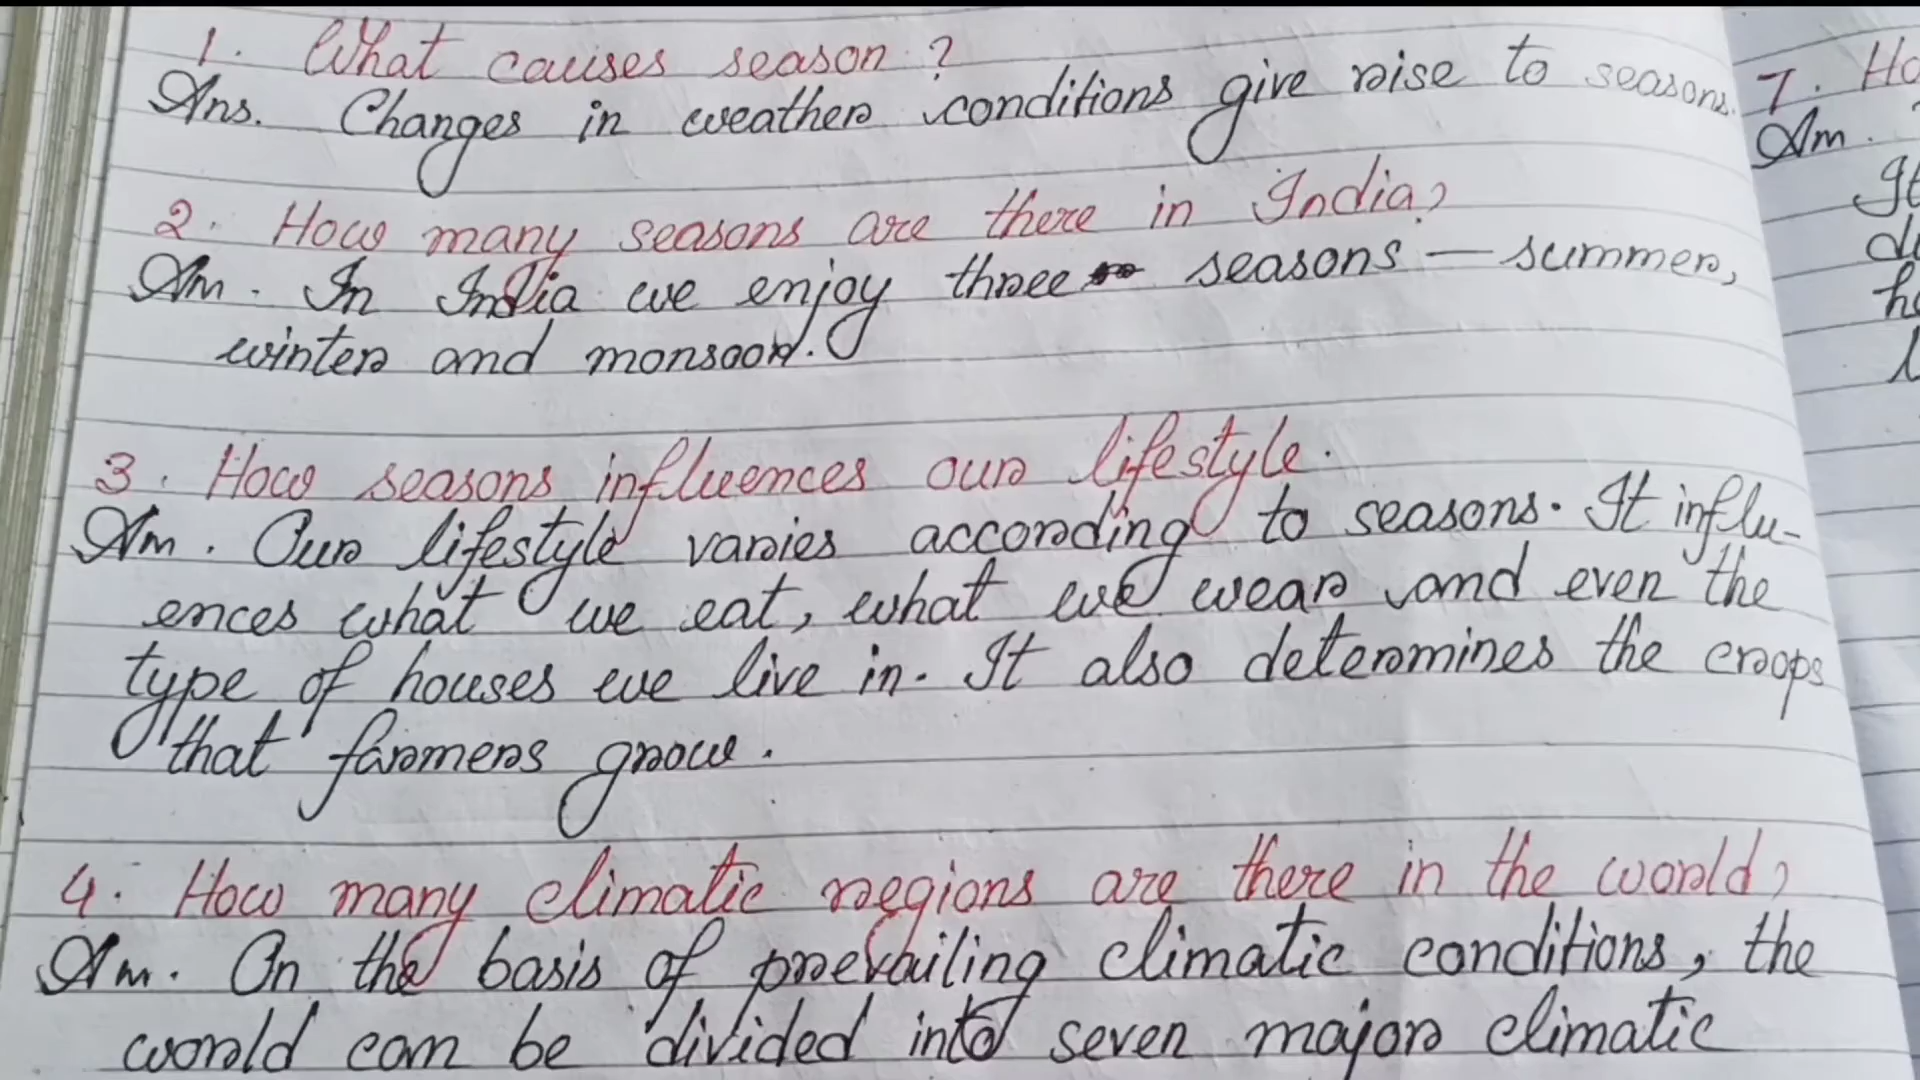 1. What causes season ?
Ans. Changes in weather conditions give rise to seasons.
2. How many seasons are there in India?
Ans. In India we enjoy three seasons — summer,
winter and monsoon.
3. How seasons influences our lifestyle.
Ans. Our lifestyle varies according to seasons. It influ-
ences what we eat, what we wear and even the
type of houses we live in. It also determines the crops
that farmers grow.
4. How many climatic regions are there in the world?
Ans. On the basis of prevailing climatic conditions, the
world can be divided into seven major climatic
7. Ho
Ans.